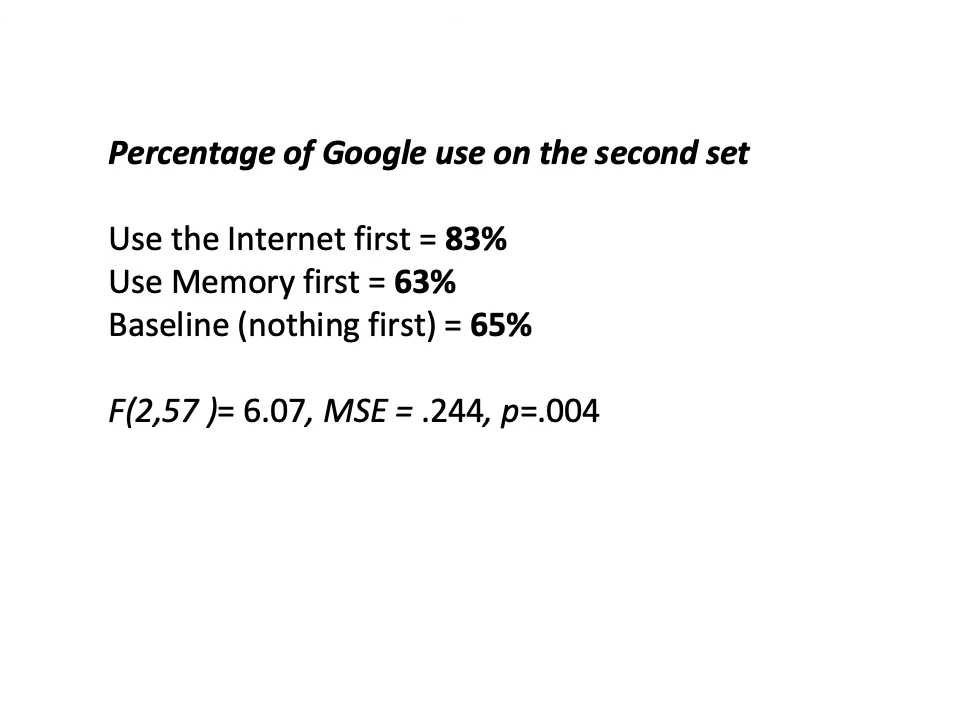 Percentage of Google use on the second set
Use the Internet first = 83%
Use Memory first = 63%
Baseline (nothing first) = 65%
F(2,57 )= 6.07, MSE = .244, p=.004